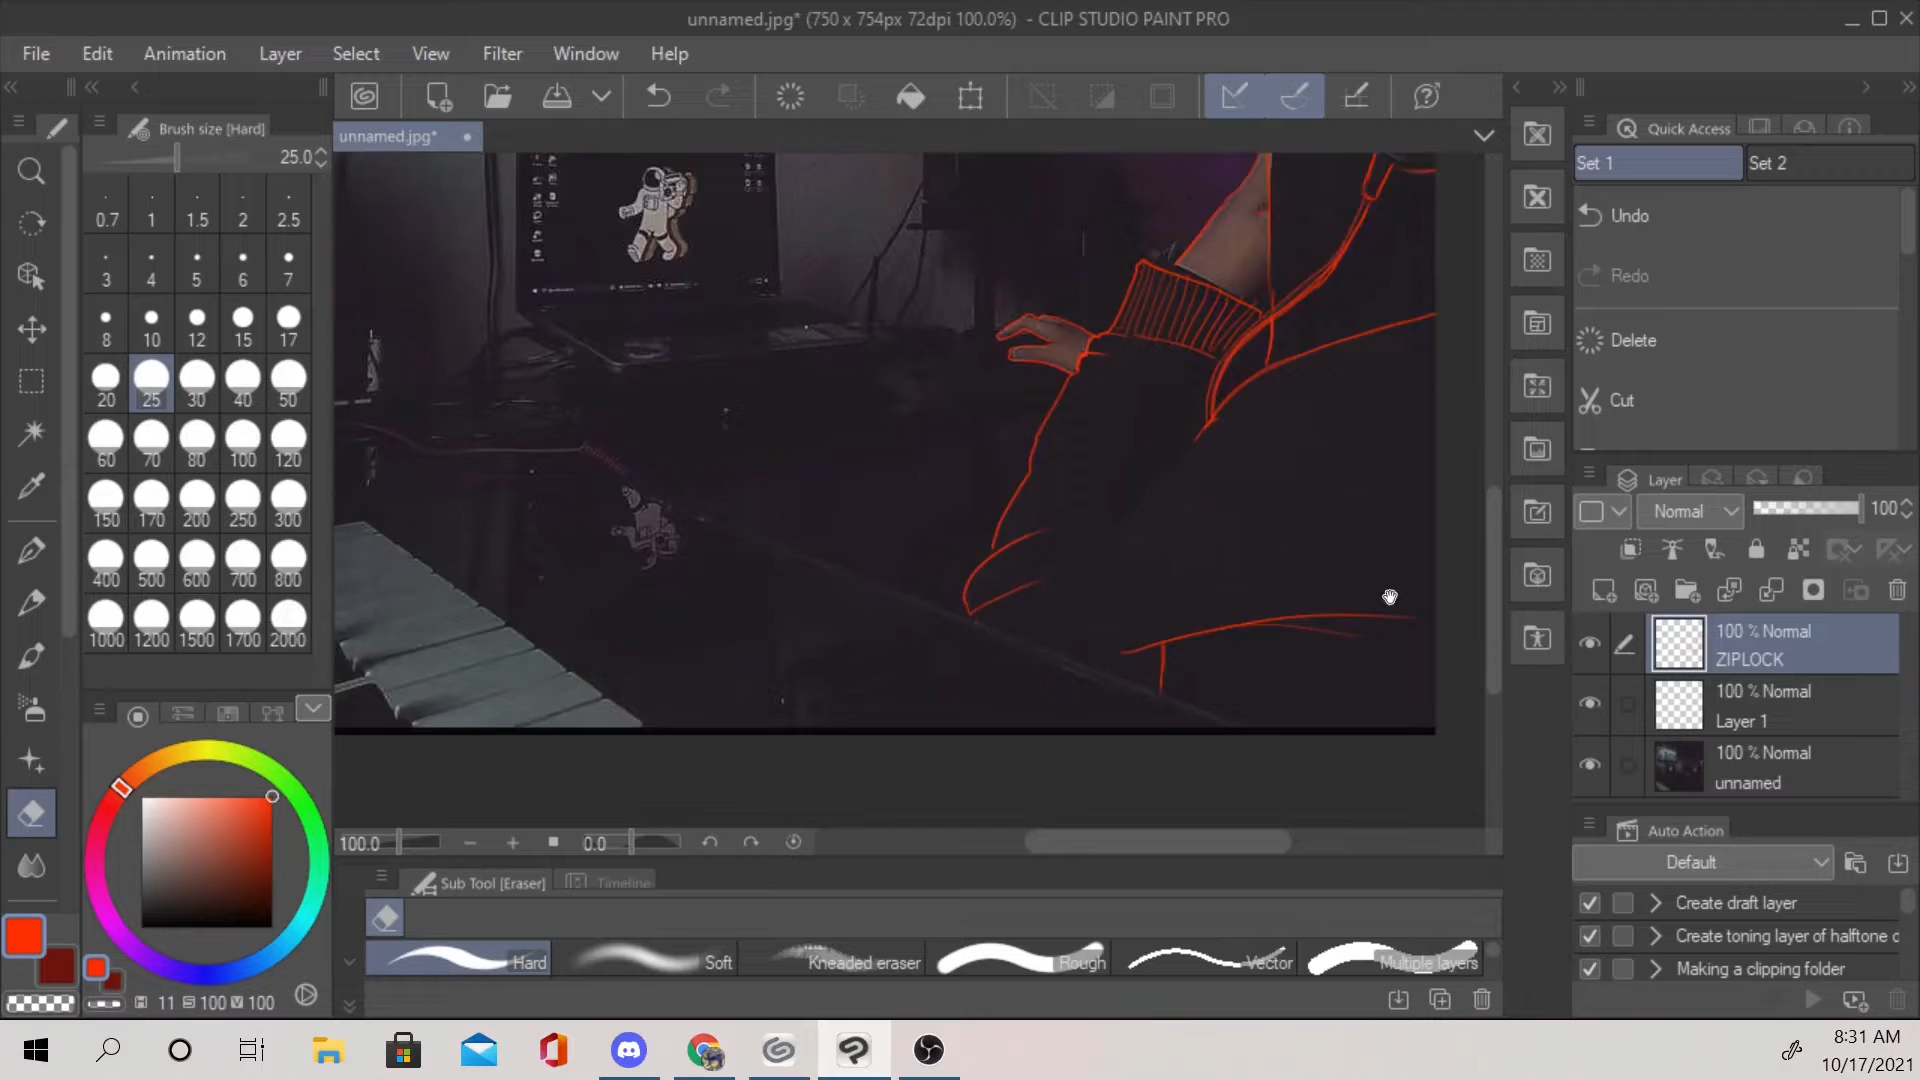 unnamed.jpg* (750 x 754px 72dpi 100.0%) - CLIP STUDIO PAINT PRO
File Edit Animation Layer Select View Filter Window Help
unnamed.jpg*
Brush size [Hard]
25.0
0.7 1 1.5 2 2.5
3 4 5 6 7
8 10 12 15 17
20 25 30 40 50
60 70 80 100 120
150 170 200 250 300
400 500 600 700 800
1000 1200 1500 1700 2000
H 11 S 100 V 100
100.0
0.0
Sub Tool [Eraser] Timeline
Hard Soft Kneaded eraser Rough Vector Multiple layers
Quick Access
Set 1 Set 2
Undo
Redo
Delete
Cut
Layer
Normal 100
100 % Normal
ZIPLOCK
100 % Normal
Layer 1
100 % Normal
unnamed
Auto Action
Default
Create draft layer
Create toning layer of halftone
Making a clipping folder
8:31 AM
10/17/2021